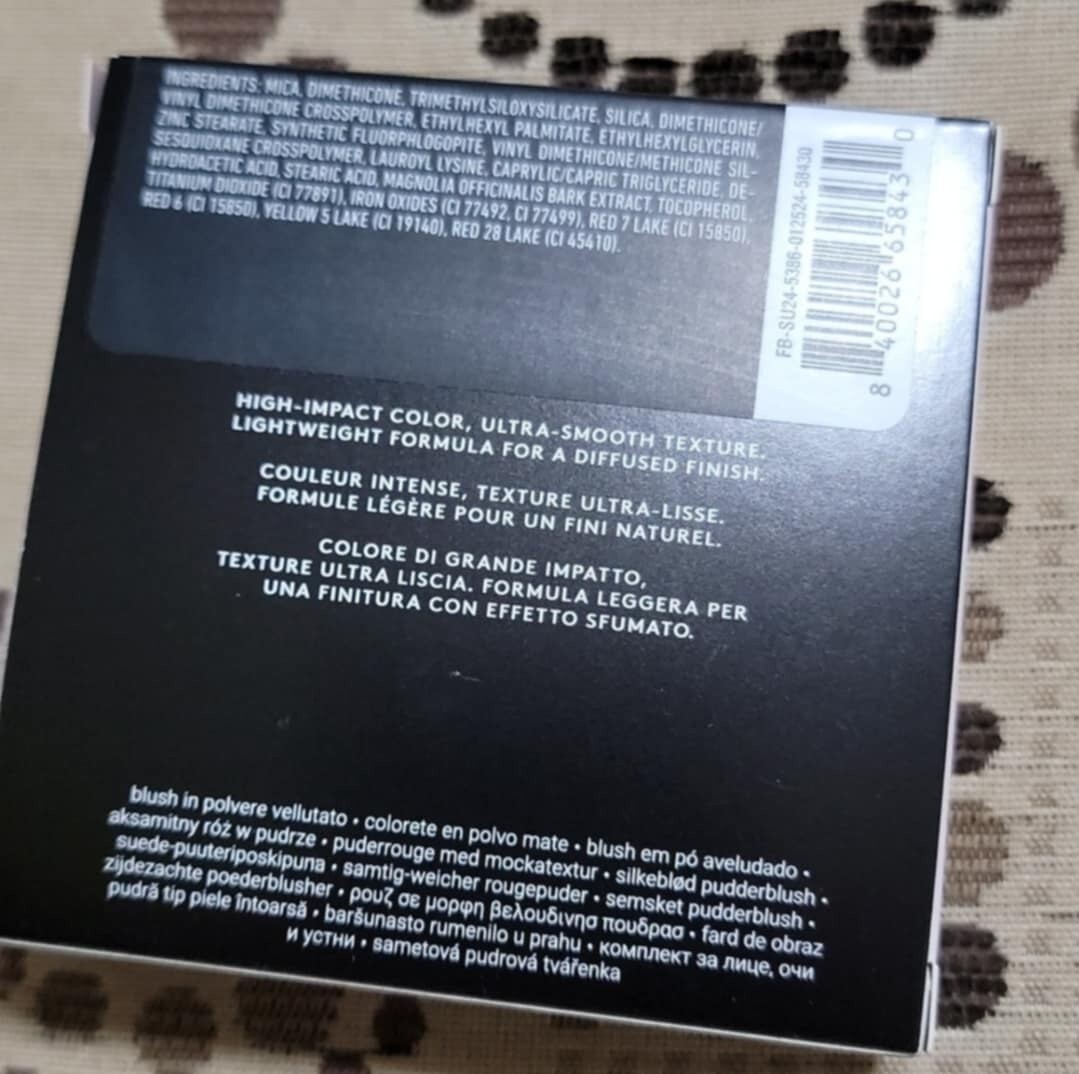 INGREDIENTS: MICA, DIMETHICONE, TRIMETHYLSILOXYSILICATE, SILICA, DIMETHICONE/
VINYL DIMETHICONE CROSSPOLYMER, ETHYLHEXYL PALMITATE, ETHYLHEXYLGLYCERIN,
ZINC STEARATE, SYNTHETIC FLUORPHLOGOPITE, VINYL DIMETHICONE/METHICONE SIL-
SESQUIOXANE CROSSPOLYMER, LAUROYL LYSINE, CAPRYLIC/CAPRIC TRIGLYCERIDE, DE-
HYDROACETIC ACID, STEARIC ACID, MAGNOLIA OFFICINALIS BARK EXTRACT, TOCOPHEROL,
TITANIUM DIOXIDE (CI 77891), IRON OXIDES (CI 77492, CI 77499), RED 7 LAKE (CI 15850),
RED 6 (CI 15850), YELLOW 5 LAKE (CI 19140), RED 28 LAKE (CI 45410).
FB-SU24-5386-012524-58430
8 40026 65843 0
HIGH-IMPACT COLOR, ULTRA-SMOOTH TEXTURE.
LIGHTWEIGHT FORMULA FOR A DIFFUSED FINISH.
COULEUR INTENSE, TEXTURE ULTRA-LISSE.
FORMULE LÉGÈRE POUR UN FINI NATUREL.
COLORE DI GRANDE IMPATTO,
TEXTURE ULTRA LISCIA. FORMULA LEGGERA PER
UNA FINITURA CON EFFETTO SFUMATO.
blush in polvere vellutato • colorete en polvo mate • blush em pó aveludado •
aksamitny róż w pudrze • puderrouge med mockatextur • silkeblød pudderblush •
suede-puuteriposkipuna • samtig-weicher rougepuder • semsket pudderblush •
zijdezachte poederblusher • ρουζ σε μορφη βελουδινησ πουδρασ • fard de obraz
pudră tip piele întoarsă • baršunasto rumenilo u prahu • комплект за лице, очи
и устни • sametová pudrová tvářenka